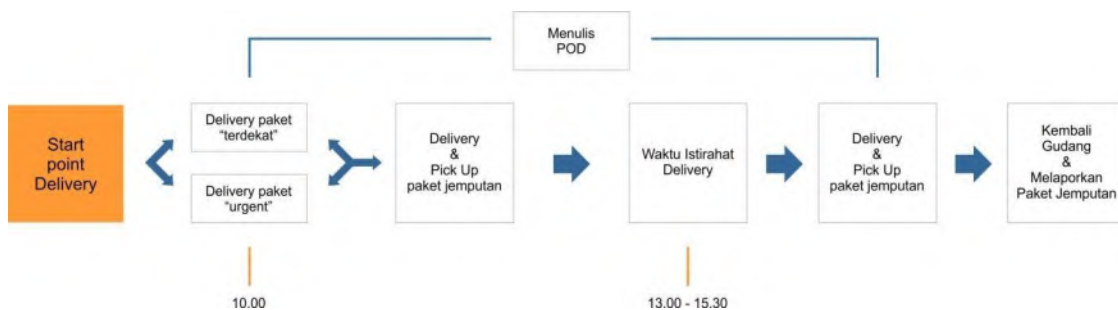 Menulis
POD
Start
point
Delivery
Delivery paket
“terdekat”
Delivery paket
“urgent”
Delivery
&
Pick Up
paket jemputan
Waktu Istirahat
Delivery
Delivery
&
Pick Up
paket jemputan
Kembali
Gudang
&
Melaporkan
Paket Jemputan
10.00
13.00 - 15.30